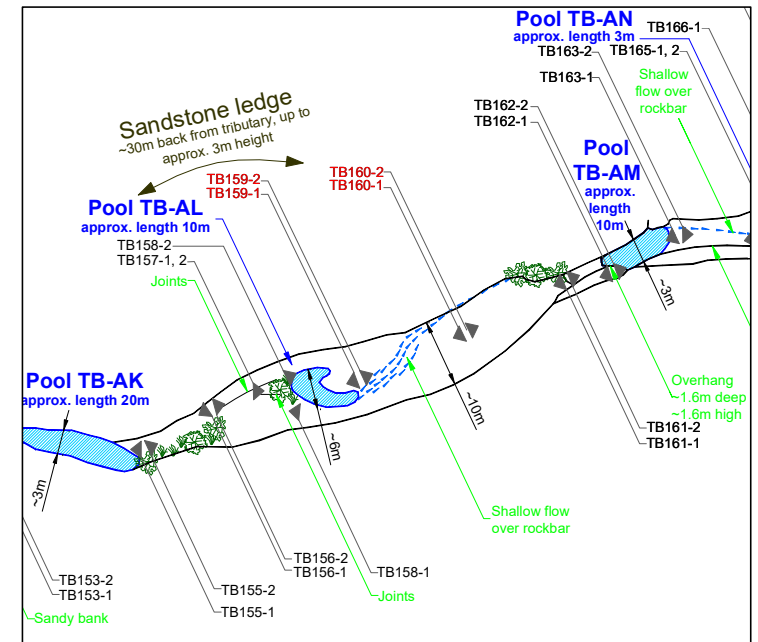 Pool TB-AN
approx. length 3m
TB166-1
TB163-2
TB165-1, 2
TB163-1
Shallow
flow over
rockbar
TB162-2
TB162-1
Sandstone ledge
~30m back from tributary, up to
approx. 3m height
Pool
TB-AM
approx.
length
10m
TB159-2
TB159-1
TB160-2
TB160-1
Pool TB-AL
approx. length 10m
TB158-2
TB157-1, 2
Joints
~3m
Pool TB-AK
approx. length 20m
~10m
Overhang
~1.6m deep
~1.6m high
~6m
TB161-2
TB161-1
~3m
Shallow flow
over rockbar
TB156-2
TB156-1
TB158-1
TB153-2
TB153-1
TB155-2
Joints
TB155-1
Sandy bank